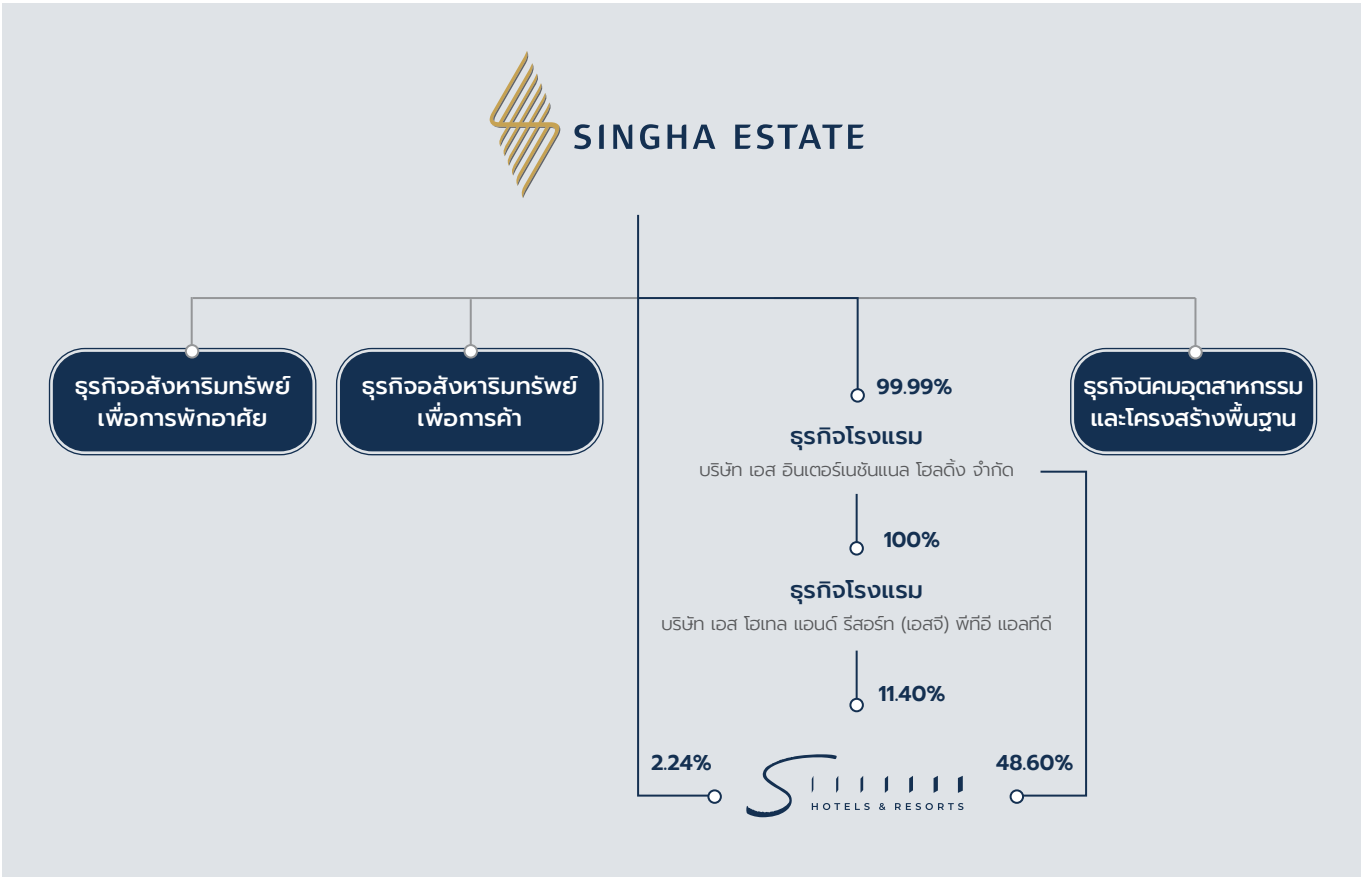 SINGHA ESTATE
ธุรกิจอสังหาริมทรัพย์
เพื่อการพักอาศัย
ธุรกิจอสังหาริมทรัพย์
เพื่อการค้า
99.99%
ธุรกิจโรงแรม
บริษัท เอส อินเตอร์เนชันแนล โฮลดิ้ง จำกัด
ธุรกิจนิคมอุตสาหกรรม
และโครงสร้างพื้นฐาน
100%
ธุรกิจโรงแรม
บริษัท เอส โฮเทล แอนด์ รีสอร์ท (เอสจี) พีทีอี แอลทีดี
11.40%
2.24%
S
HOTELS & RESORTS
48.60%